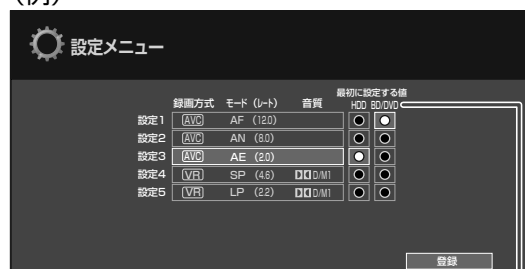 （例）
設定メニュー
最初に設定する値
録画方式 モード（レート） 音質 HDD BD/DVD
設定1 AVC AF（12.0）
設定2 AVC AN（8.0）
設定3 AVC AE（2.0）
設定4 VR SP（4.6） D/M1
設定5 VR LP（2.2） D/M1
登録